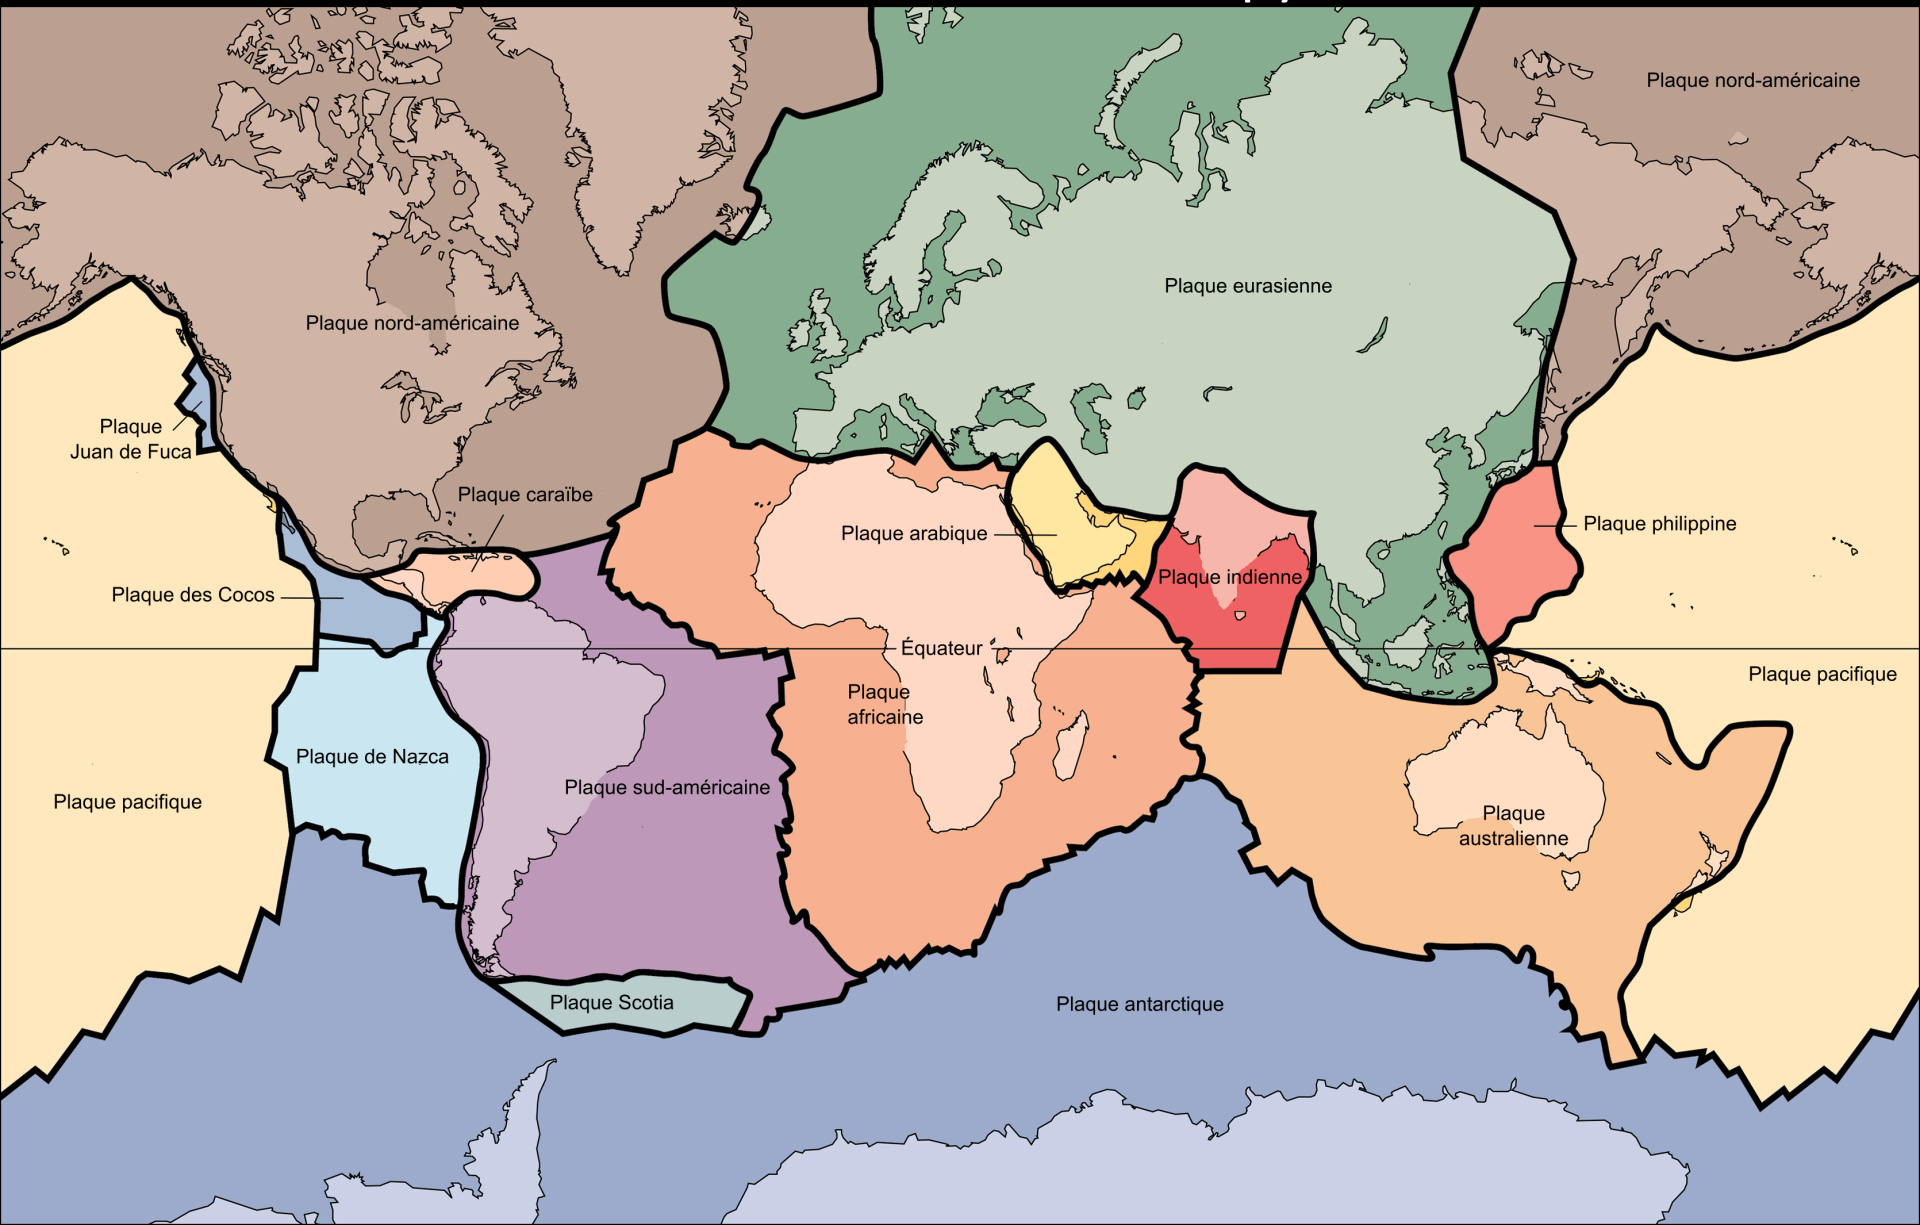 Plaque nord-américaine
Plaque eurasienne
Plaque nord-américaine
Plaque
Juan de Fuca
Plaque caraïbe
Plaque arabique
Plaque philippine
Plaque indienne
Plaque des Cocos
Équateur
Plaque pacifique
Plaque
africaine
Plaque de Nazca
Plaque sud-américaine
Plaque pacifique
Plaque
australienne
Plaque Scotia
Plaque antarctique